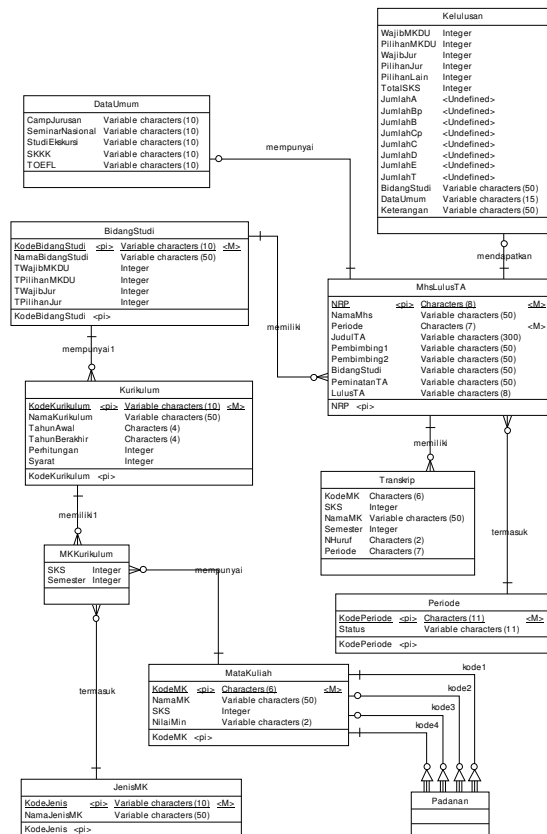 Kelulusan
WajibMKDU Integer
PilihanMKDU Integer
WajibJur Integer
PilihanJur Integer
PilihanLain Integer
TotalSKS Integer
JumlahA <Undefined>
JumlahBp <Undefined>
JumlahB <Undefined>
JumlahCp <Undefined>
JumlahC <Undefined>
JumlahD <Undefined>
JumlahE <Undefined>
JumlahT <Undefined>
BidangStudi Variable characters (50)
DataUmum Variable characters (15)
Keterangan Variable characters (50)
DataUmum
CampJurusan Variable characters (10)
SeminarNasional Variable characters (10)
StudiEkskursi Variable characters (10)
SKKK Variable characters (10)
TOEFL Variable characters (10)
mempunyai
mendapatkan
BidangStudi
KodeBidangStudi <pi> Variable characters (10) <M>
NamaBidangStudi Variable characters (50)
TWajibMKDU Integer
TPilihanMKDU Integer
TWajibJur Integer
TPilihanJur Integer
KodeBidangStudi <pi>
memiliki
MhsLulusTA
NRP <pi> Characters (8) <M>
NamaMhs Variable characters (50)
Periode Characters (7) <M>
JudulTA Variable characters (300)
Pembimbing1 Variable characters (50)
Pembimbing2 Variable characters (50)
BidangStudi Variable characters (50)
PeminatanTA Variable characters (50)
LulusTA Variable characters (8)
NRP <pi>
mempunyai1
Kurikulum
KodeKurikulum <pi> Variable characters (10) <M>
NamaKurikulum Variable characters (50)
TahunAwal Characters (4)
TahunBerakhir Characters (4)
Perhitungan Integer
Syarat Integer
KodeKurikulum <pi>
memiliki
Transkrip
KodeMK Characters (6)
SKS Integer
NamaMK Variable characters (50)
Semester Integer
NHuruf Characters (2)
Periode Characters (7)
termasuk
memiliki1
MKKurikulum
SKS Integer
Semester Integer
mempunyai
Periode
KodePeriode <pi> Characters (11) <M>
Status Variable characters (11)
KodePeriode <pi>
MataKuliah
KodeMK <pi> Characters (6) <M>
NamaMK Variable characters (50)
SKS Integer
NilaiMin Variable characters (2)
KodeMK <pi>
kode1
kode2
kode3
kode4
termasuk
JenisMK
KodeJenis <pi> Variable characters (10) <M>
NamaJenisMK Variable characters (50)
KodeJenis <pi>
Padanan